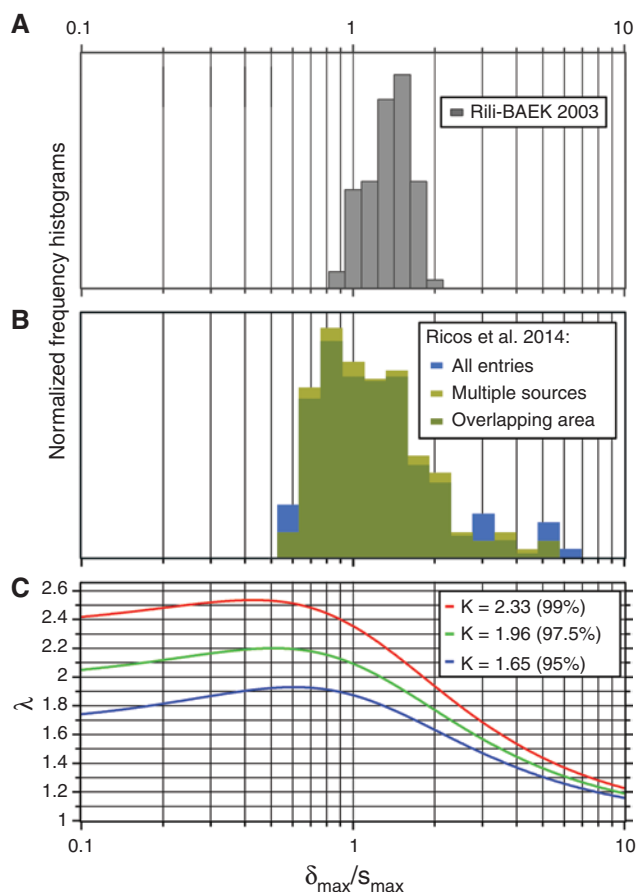 A
0.1
1
10
Rili-BAEK 2003
Normalized frequency histograms
B
Ricos et al. 2014:
All entries
Multiple sources
Overlapping area
C
2.6
2.4
2.2
2
1.8
1.6
1.4
1.2
1
λ
K = 2.33 (99%)
K = 1.96 (97.5%)
K = 1.65 (95%)
0.1
1
10
δmax/smax